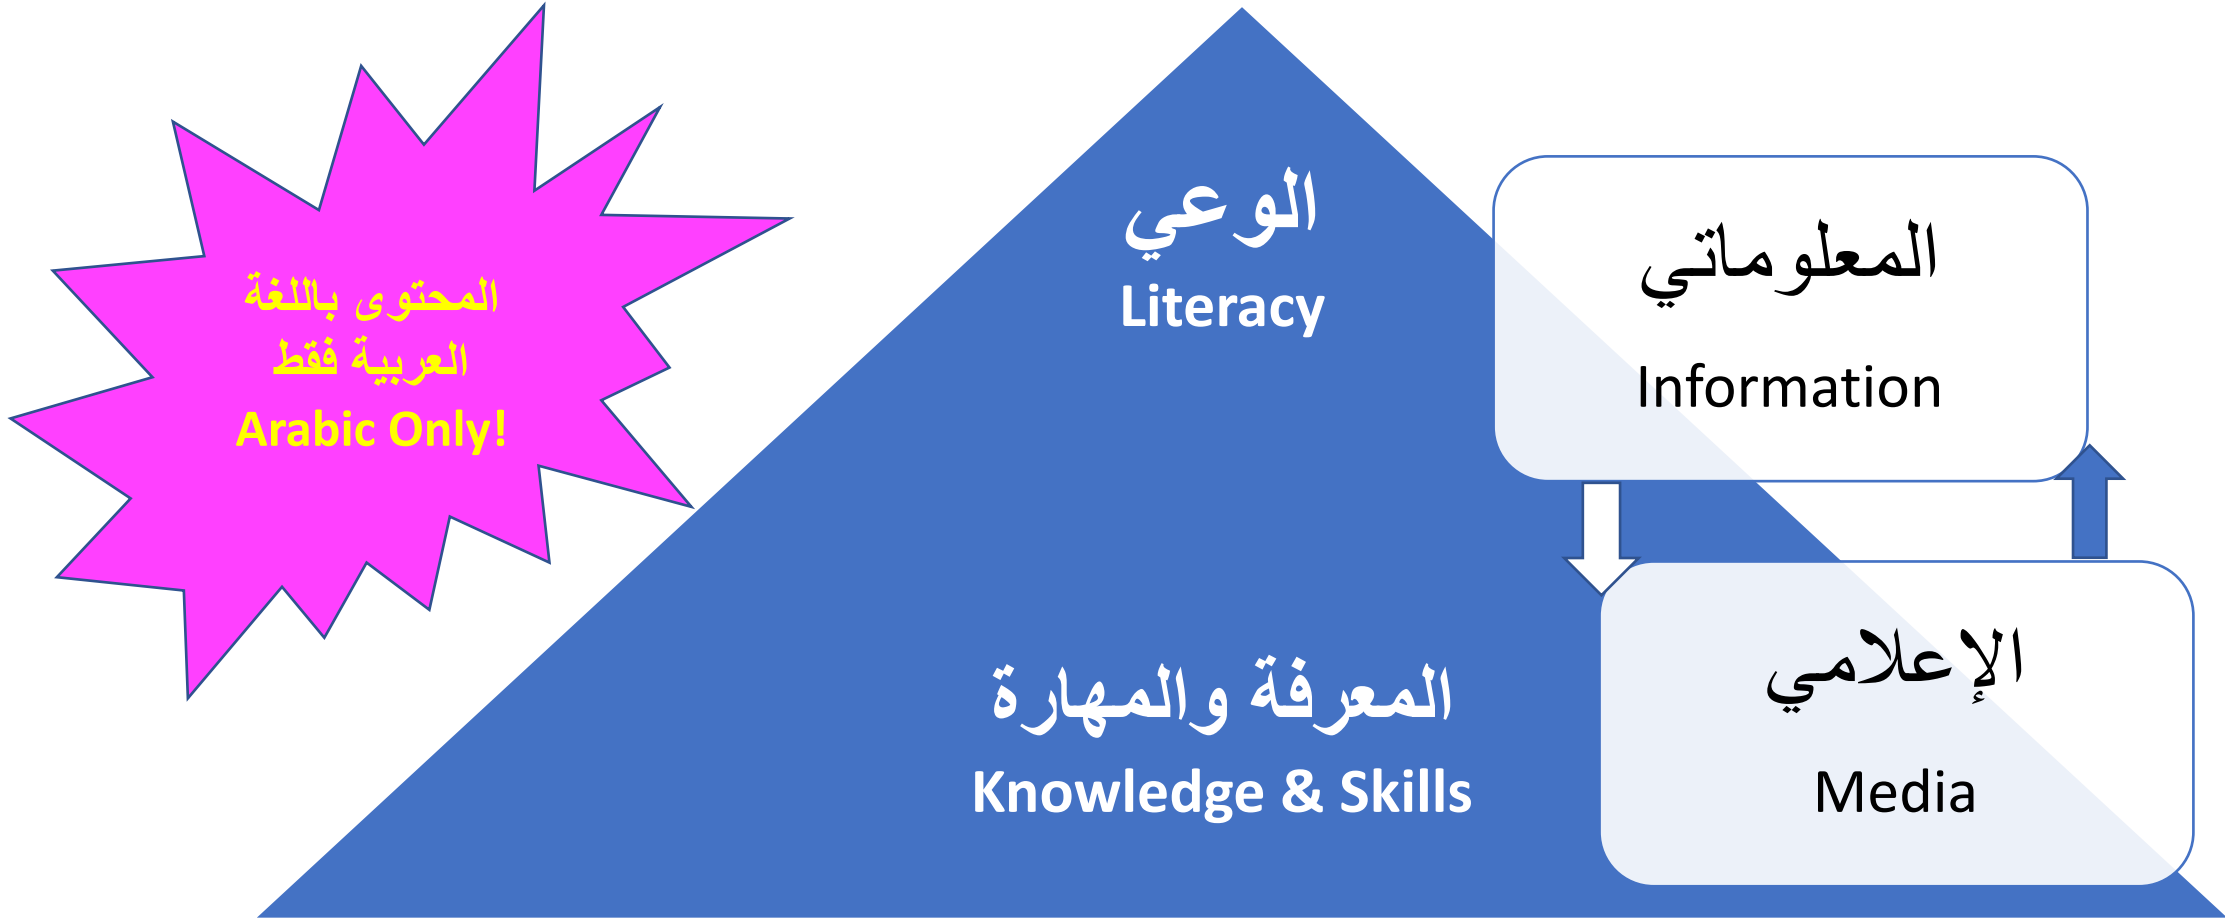 المحتوى باللغة
العربية فقط
Arabic Only!
الوعي
Literacy
المعرفة والمهارة
Knowledge & Skills
المعلوماتي
Information
الإعلامي
Media